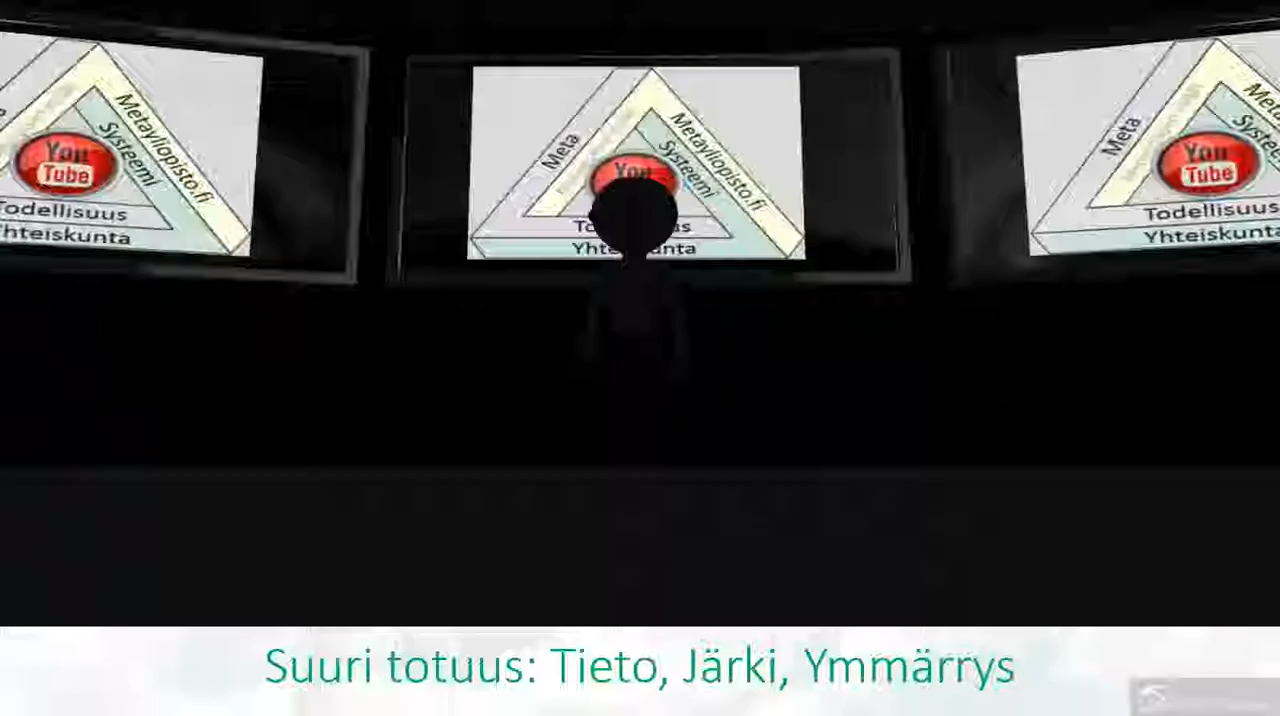 Metayliopisto.fi
Systeemi
You
Tube
Todellisuus
Yhteiskunta
Meta
Metayliopisto.fi
Systeemi
You
Meta
You
Tube
Todellisuus
Yhteiskunta
Suuri totuus: Tieto, Järki, Ymmärrys